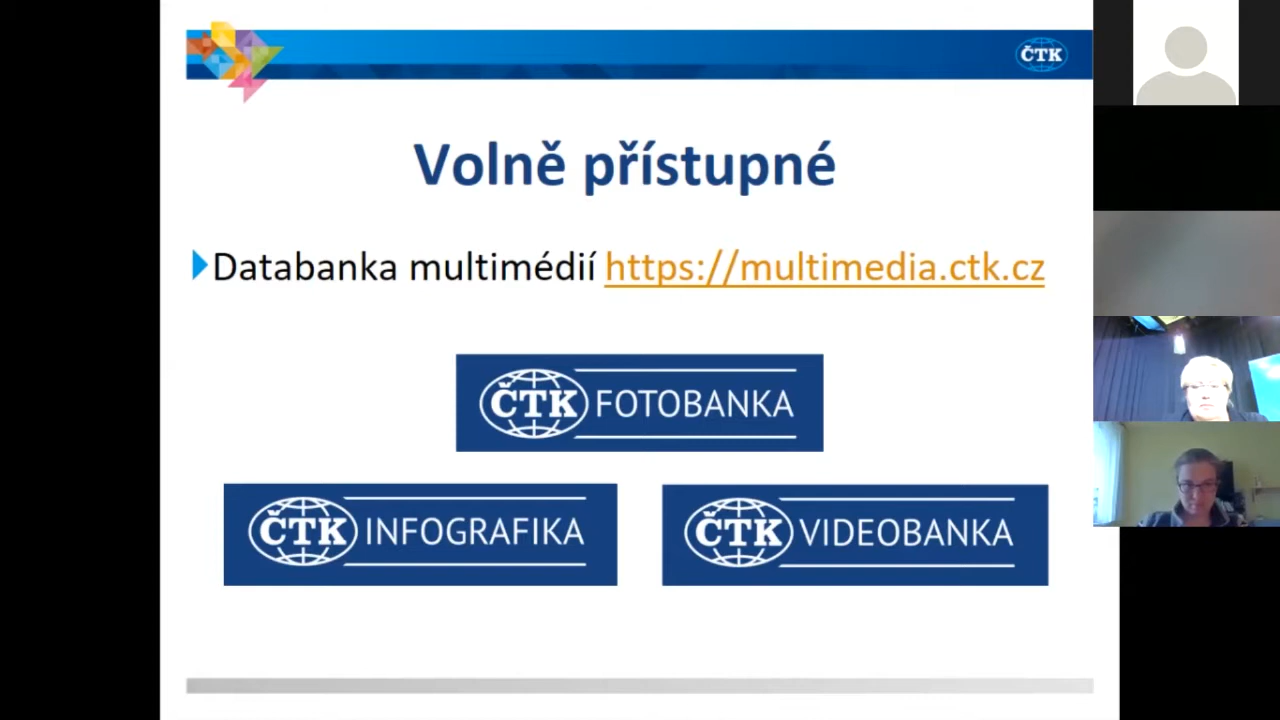 ČTK
Volně přístupné
Databanka multimédií https://multimedia.ctk.cz
ČTK FOTOBANKA
ČTK INFOGRAFIKA
ČTK VIDEOBANKA